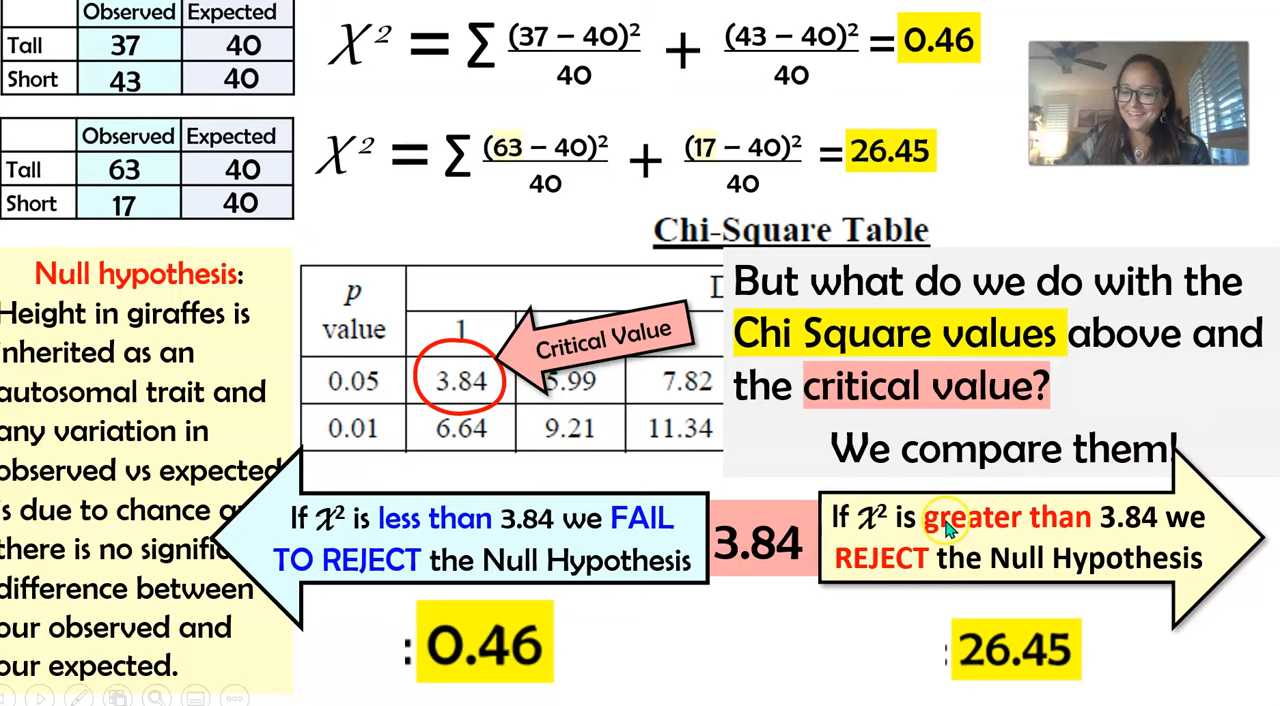 Observed Expected
Tall 37 40
Short 43 40
X² = Σ (37 – 40)² / 40 + (43 – 40)² / 40 = 0.46
Observed Expected
Tall 63 40
Short 17 40
X² = Σ (63 – 40)² / 40 + (17 – 40)² / 40 = 26.45
Chi-Square Table
p value
1
0.05 3.84 5.99 7.82
0.01 6.64 9.21 11.34
Critical Value
Null hypothesis:
Height in giraffes is
inherited as an
autosomal trait and
any variation in
observed vs expected
is due to chance
there is no
difference between
our observed and
our expected.
But what do we do with the
Chi Square values above and
the critical value?
We compare them!
If X² is less than 3.84 we FAIL
TO REJECT the Null Hypothesis
3.84
If X² is greater than 3.84 we
REJECT the Null Hypothesis
: 0.46
: 26.45